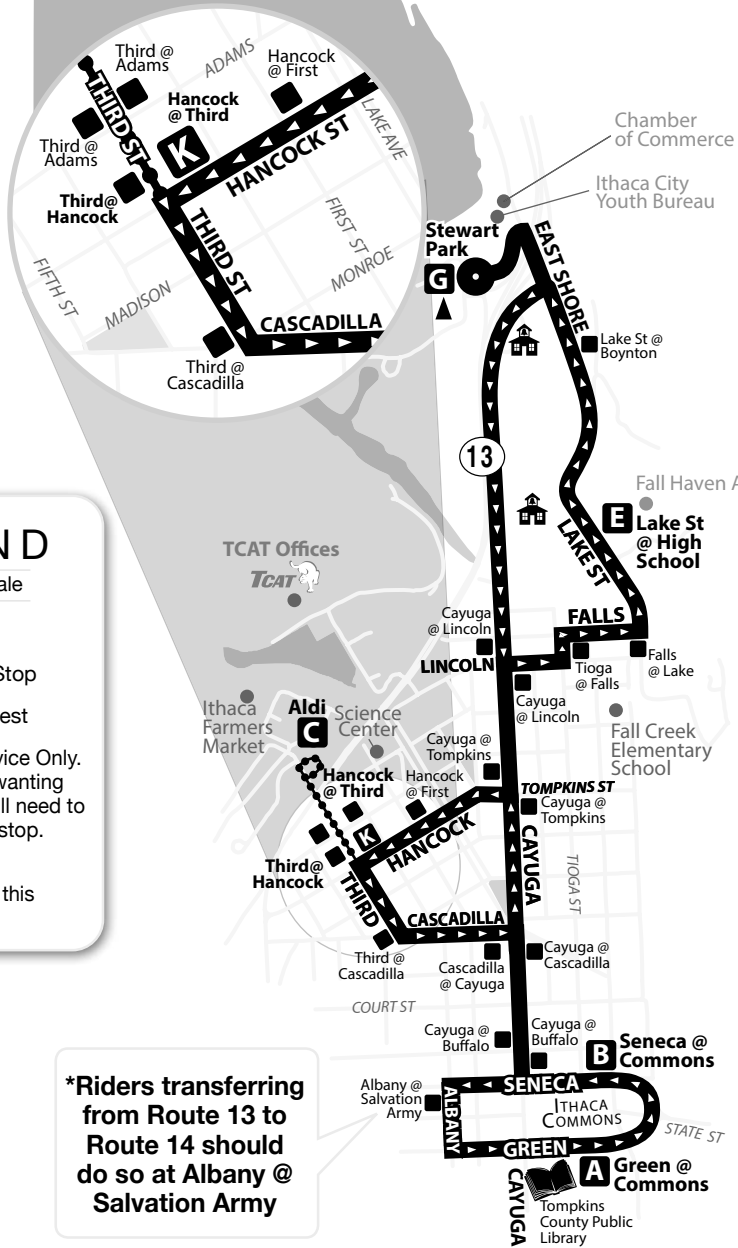 Third @
Adams
ADAMS
Hancock
@ First
Hancock
@ Third
THIRD ST
K
LAKE AVE
HANCOCK ST
Third @
Adams
Third@
Hancock
THIRD ST
FIRST ST
MONROE
FIFTH ST
MADISON
CASCADILLA
Third @
Cascadilla
Chamber
of Commerce
Ithaca City
Youth Bureau
Stewart
Park
G
EAST SHORE
Lake St @
Boynton
13
Fall Haven A
E
Lake St
@ High
School
LAKE ST
TCAT Offices
TCAT
FALLS
Cayuga
@ Lincoln
LINCOLN
Tioga
@ Falls
Falls
@ Lake
Cayuga
@ Lincoln
Fall Creek
Elementary
School
Ithaca
Farmers
Market
Aldi
C
Science
Center
Cayuga @
Tompkins
Hancock
@ Third
Hancock
@ First
TOMPKINS ST
Cayuga @
Tompkins
K
HANCOCK
CAYUGA
TIOGA ST
Third@
Hancock
THIRD
CASCADILLA
Third @
Cascadilla
Cascadilla
@ Cayuga
Cayuga @
Cascadilla
COURT ST
Cayuga @
Buffalo
Cayuga @
Buffalo
B
Seneca @
Commons
Albany @
Salvation
Army
SENECA
ALBANY
ITHACA
COMMONS
STATE ST
GREEN
A
Green @
Commons
CAYUGA
Tompkins
County Public
Library
ND
ale
Stop
est
vice Only.
wanting
ill need to
stop.
this
*Riders transferring
from Route 13 to
Route 14 should
do so at Albany @
Salvation Army